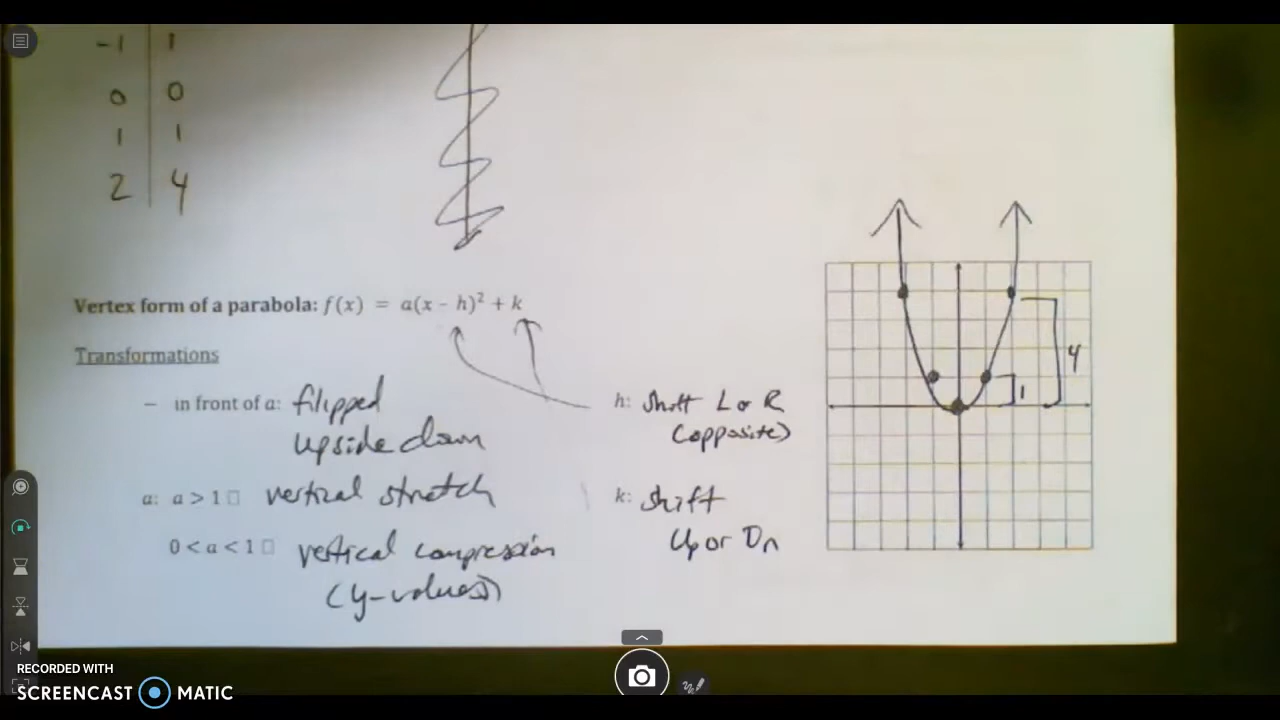 -1 1
0 0
1 1
2 4
Vertex form of a parabola: f(x) = a(x - h)² + k
Transformations
– in front of a: flipped
upside down
h: Shift L or R
(opposite)
a: a > 1 □ vertical stretch
k: Shift
Up or Dn
0 < a < 1 □ vertical compression
(y-values)
4
1
RECORDED WITH
SCREENCAST MATIC